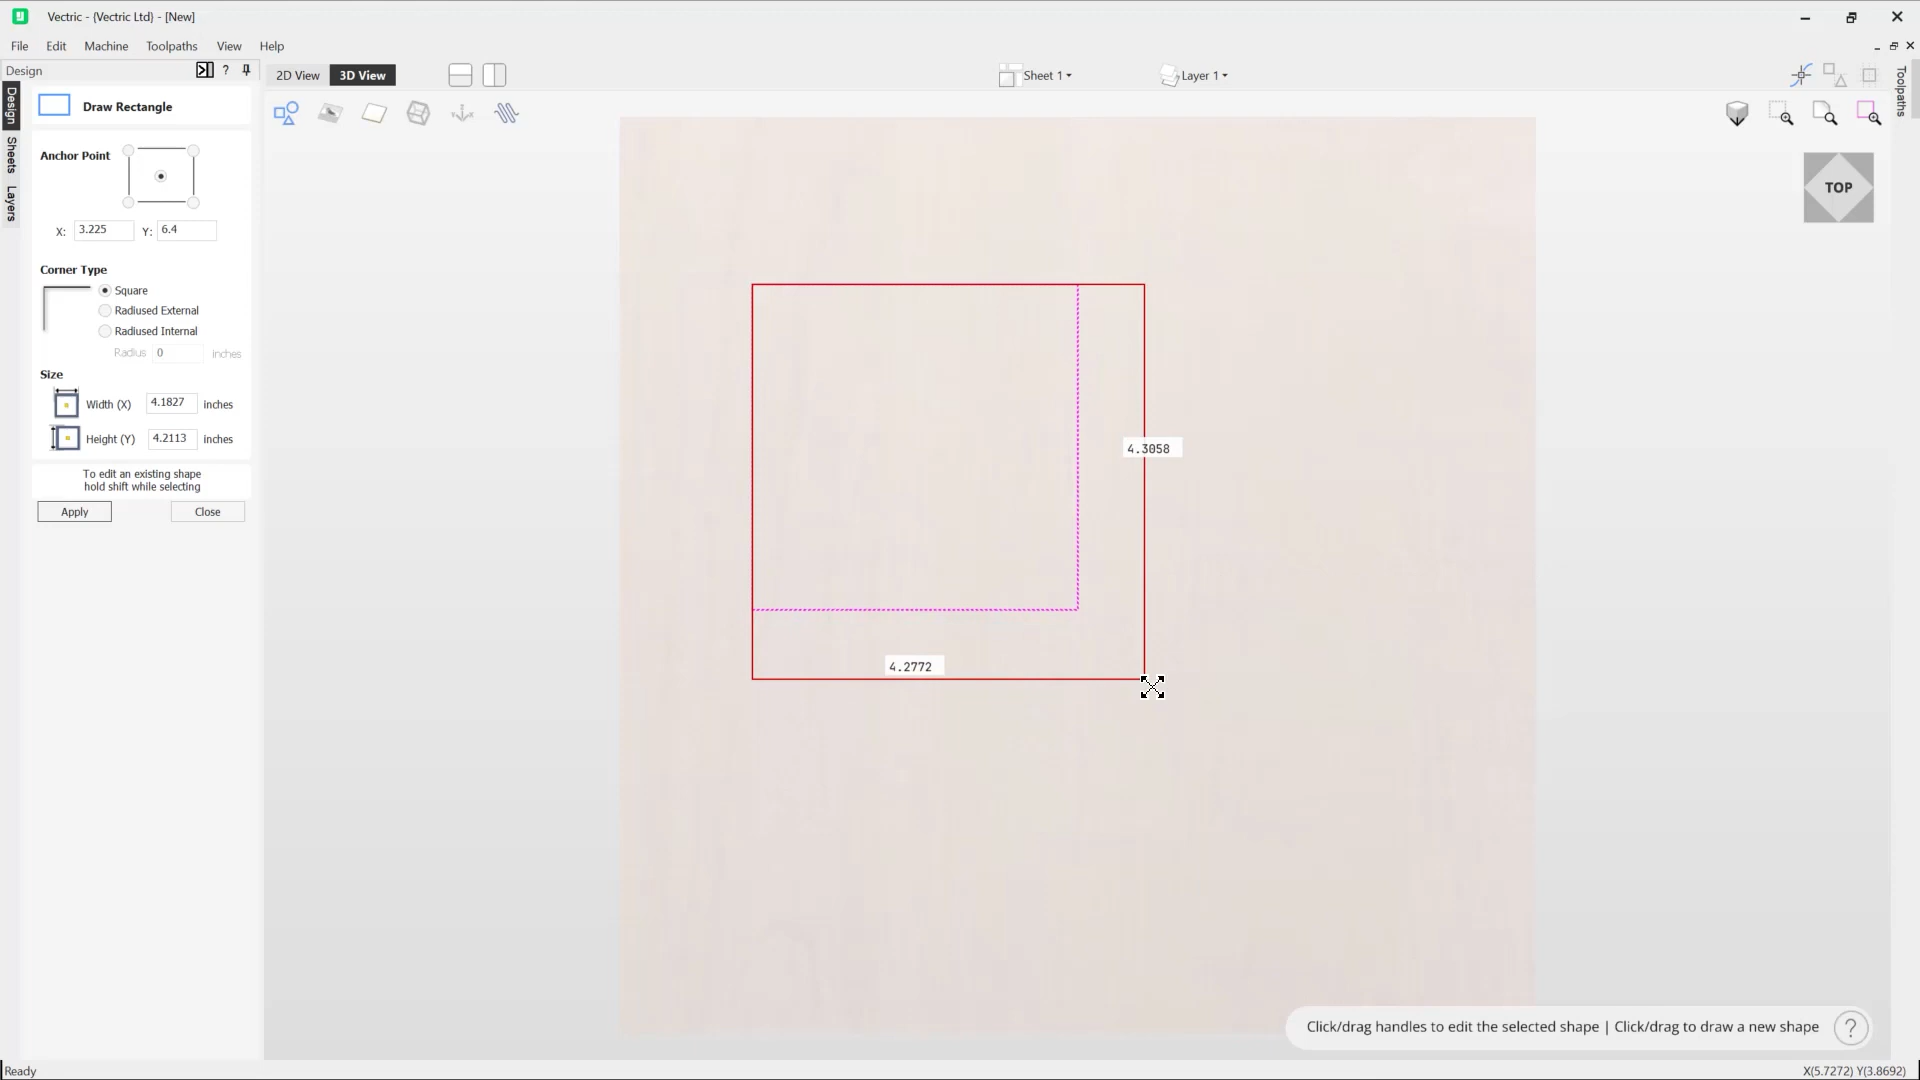 Vectric - {Vectric Ltd} - [New]
File Edit Machine Toolpaths View Help
Design
?
2D View 3D View
Sheet 1
Layer 1
Toolpaths
Design
Sheets
Layers
Draw Rectangle
Anchor Point
X: 3.225 Y: 6.4
Corner Type
Square
Radiused External
Radiused Internal
Radius 0 inches
Size
Width (X) 4.1827 inches
Height (Y) 4.2113 inches
To edit an existing shape
hold shift while selecting
Apply Close
TOP
4.3058
4.2772
Click/drag handles to edit the selected shape | Click/drag to draw a new shape ?
Ready
X(5.7272) Y(3.8692)